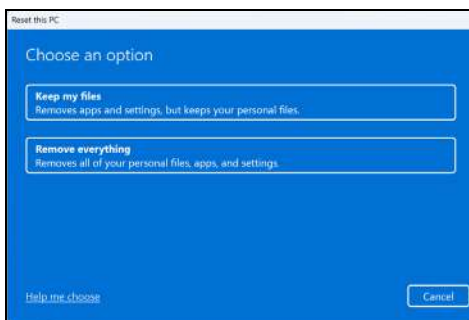 Reset this PC
Choose an option
Keep my files
Removes apps and settings, but keeps your personal files.
Remove everything
Removes all of your personal files, apps, and settings.
Help me choose
Cancel